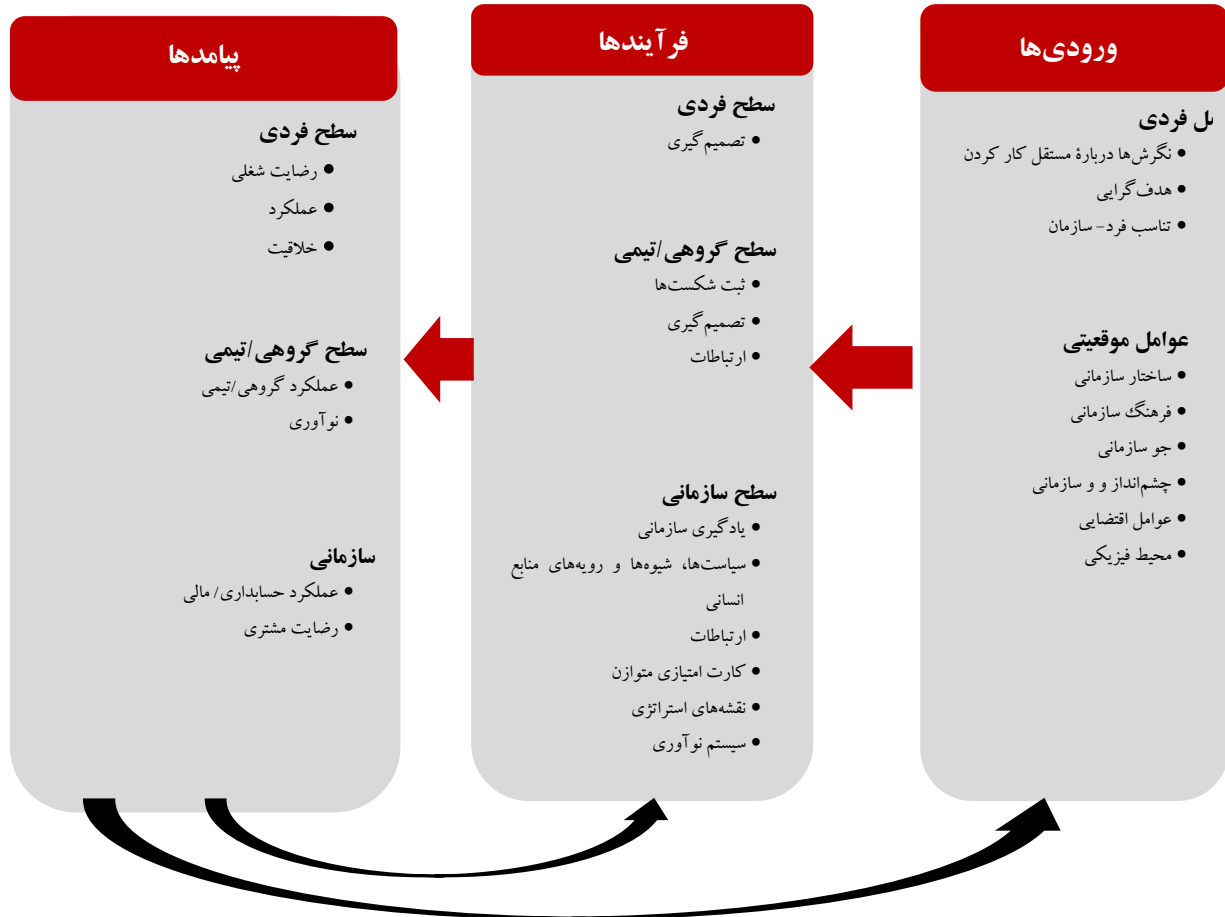 ورودی‌ها
مل فردی
• نگرش‌ها دربارۀ مستقل کار کردن
• هدف‌گرایی
• تناسب فرد- سازمان
عوامل موقعیتی
• ساختار سازمانی
• فرهنگ سازمانی
• جو سازمانی
• چشم‌انداز و و سازمانی
• عوامل اقتضایی
• محیط فیزیکی
فرآیندها
سطح فردی
• تصمیم‌گیری
سطح گروهی/تیمی
• ثبت شکست‌ها
• تصمیم‌گیری
• ارتباطات
سطح سازمانی
• یادگیری سازمانی
• سیاست‌ها، شیوه‌ها و رویه‌های منابع
انسانی
• ارتباطات
• کارت امتیازی متوازن
• نقشه‌های استراتژی
• سیستم نوآوری
پیامدها
سطح فردی
• رضایت شغلی
• عملکرد
• خلاقیت
سطح گروهی/تیمی
• عملکرد گروهی/تیمی
• نوآوری
سازمانی
• عملکرد حسابداری/ مالی
• رضایت مشتری